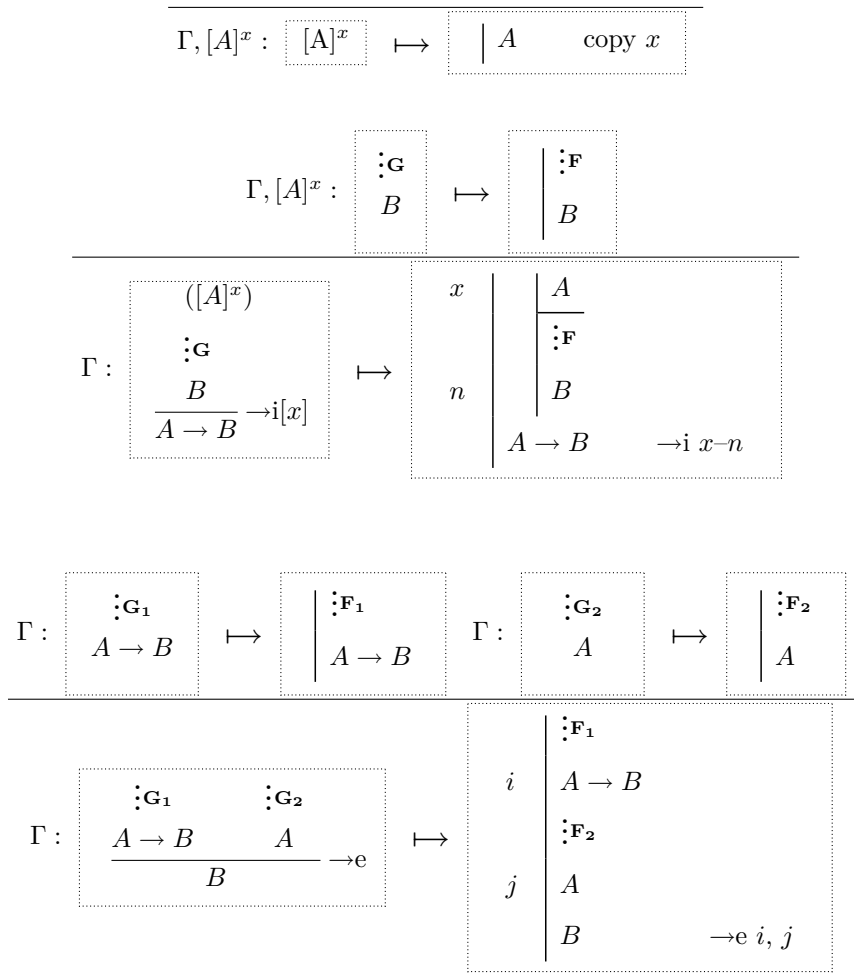 Γ, [A]ˣ : [A]ˣ ↦ A copy x
⋮G ⋮F
Γ, [A]ˣ : B ↦ B
([A]ˣ) x A
⋮G ⋮F
Γ : B ↦ n B
A → B →i[x] A → B →i x–n
⋮G₁ ⋮F₁ ⋮G₂ ⋮F₂
Γ : A → B ↦ A → B Γ : A ↦ A
⋮F₁
⋮G₁ ⋮G₂ i A → B
Γ : A → B A →e ↦ ⋮F₂
B j A
B →e i, j